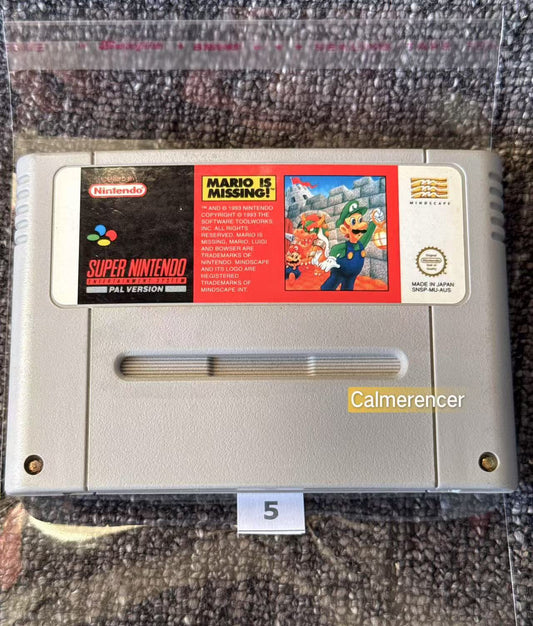 Nintendo
SUPER NINTENDO
ENTERTAINMENT SYSTEM
PAL VERSION
MARIO IS
MISSING!™
™ AND © 1993 NINTENDO
COPYRIGHT © 1993 THE
SOFTWARE TOOLWORKS
INC. ALL RIGHTS
RESERVED. MARIO IS
MISSING, MARIO, LUIGI
AND BOWSER ARE
TRADEMARKS OF
NINTENDO. MINDSCAPE
AND ITS LOGO ARE
REGISTERED
TRADEMARKS OF
MINDSCAPE INT.
MINDSCAPE
MADE IN JAPAN
SNSP-MU-AUS
Calmerencer
5